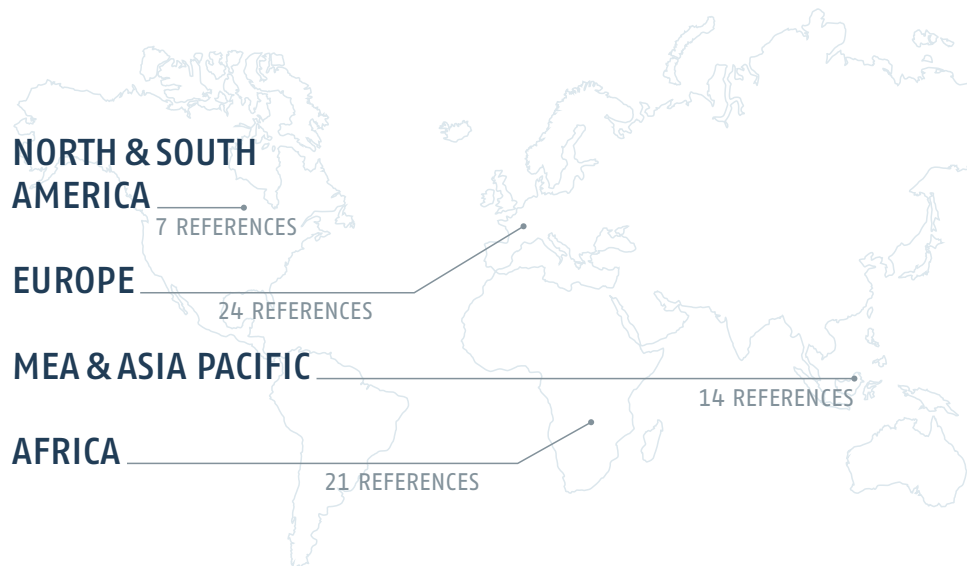 NORTH & SOUTH
AMERICA
7 REFERENCES
EUROPE
24 REFERENCES
MEA & ASIA PACIFIC
14 REFERENCES
AFRICA
21 REFERENCES